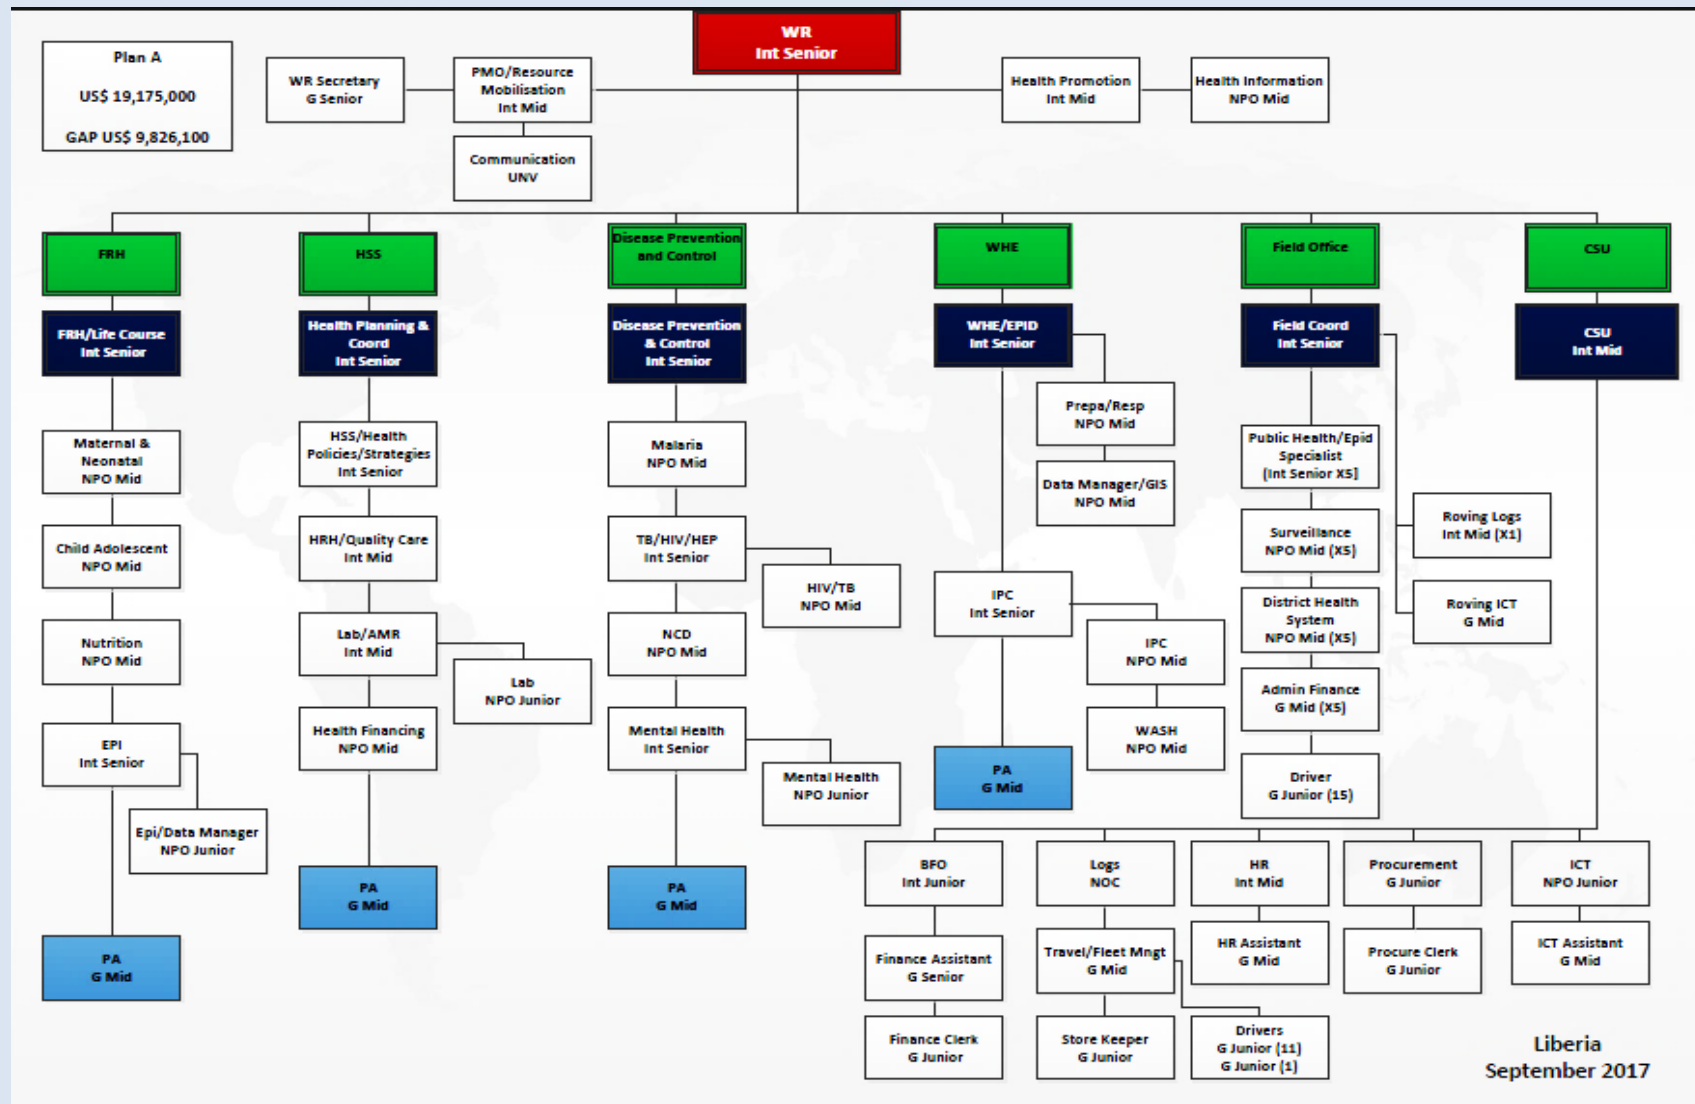 WR
Int Senior
Plan A
US$ 19,175,000
GAP US$ 9,826,100
WR Secretary
G Senior
PMO/Resource
Mobilisation
Int Mid
Communication
UNV
Health Promotion
Int Mid
Health Information
NPO Mid
FRH
FRH/Life Course
Int Senior
Maternal &
Neonatal
NPO Mid
Child Adolescent
NPO Mid
Nutrition
NPO Mid
EPI
Int Senior
Epi/Data Manager
NPO Junior
PA
G Mid
HSS
Health Planning &
Coord
Int Senior
HSS/Health
Policies/Strategies
Int Senior
HRH/Quality Care
Int Mid
Lab/AMR
Int Mid
Lab
NPO Junior
Health Financing
NPO Mid
PA
G Mid
Disease Prevention
and Control
Disease Prevention
& Control
Int Senior
Malaria
NPO Mid
TB/HIV/HEP
Int Senior
HIV/TB
NPO Mid
NCD
NPO Mid
Mental Health
Int Senior
Mental Health
NPO Junior
PA
G Mid
WHE
WHE/EPID
Int Senior
Prepa/Resp
NPO Mid
Data Manager/GIS
NPO Mid
IPC
Int Senior
IPC
NPO Mid
WASH
NPO Mid
PA
G Mid
Field Office
Field Coord
Int Senior
Public Health/Epid
Specialist
[Int Senior X5]
Surveillance
NPO Mid (X5)
District Health
System
NPO Mid (X5)
Admin Finance
G Mid (X5)
Driver
G Junior (15)
Roving Logs
Int Mid (X1)
Roving ICT
G Mid
CSU
CSU
Int Mid
BFO
Int Junior
Finance Assistant
G Senior
Finance Clerk
G Junior
Logs
NOC
Travel/Fleet Mngt
G Mid
Store Keeper
G Junior
Drivers
G Junior (11)
G Junior (1)
HR
Int Mid
HR Assistant
G Mid
Procurement
G Junior
Procure Clerk
G Junior
ICT
NPO Junior
ICT Assistant
G Mid
Liberia
September 2017